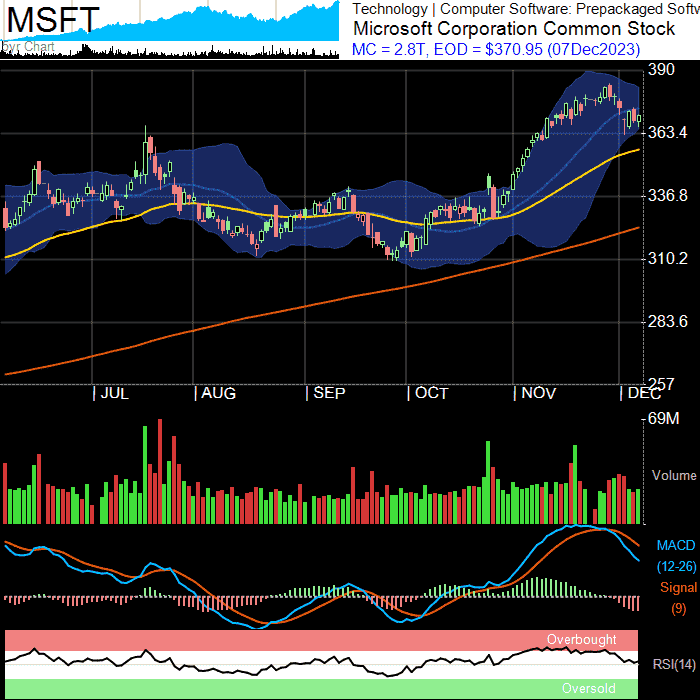 MSFT
Technology | Computer Software: Prepackaged Softw
Microsoft Corporation Common Stock
MC = 2.8T, EOD = $370.95 (07Dec2023)
Chart
390
363.4
336.8
310.2
283.6
257
| JUL | AUG | SEP | OCT | NOV | DEC
69M
Volume
MACD
(12-26)
Signal
(9)
Overbought
RSI(14)
Oversold